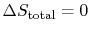 ΔS_total = 0